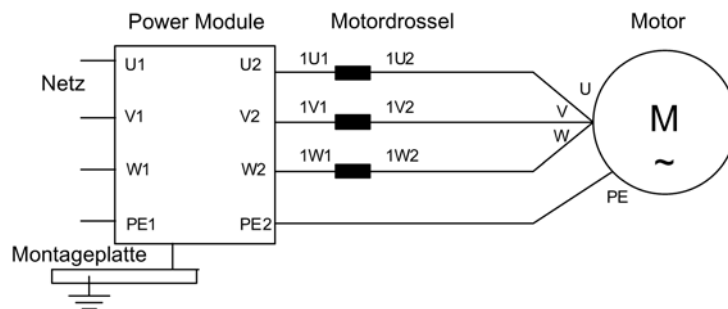 Power Module Motordrossel Motor
U1 U2 1U1 1U2 U
Netz
V1 V2 1V1 1V2 V
M
W
W1 W2 1W1 1W2
~
PE
PE1 PE2
Montageplatte